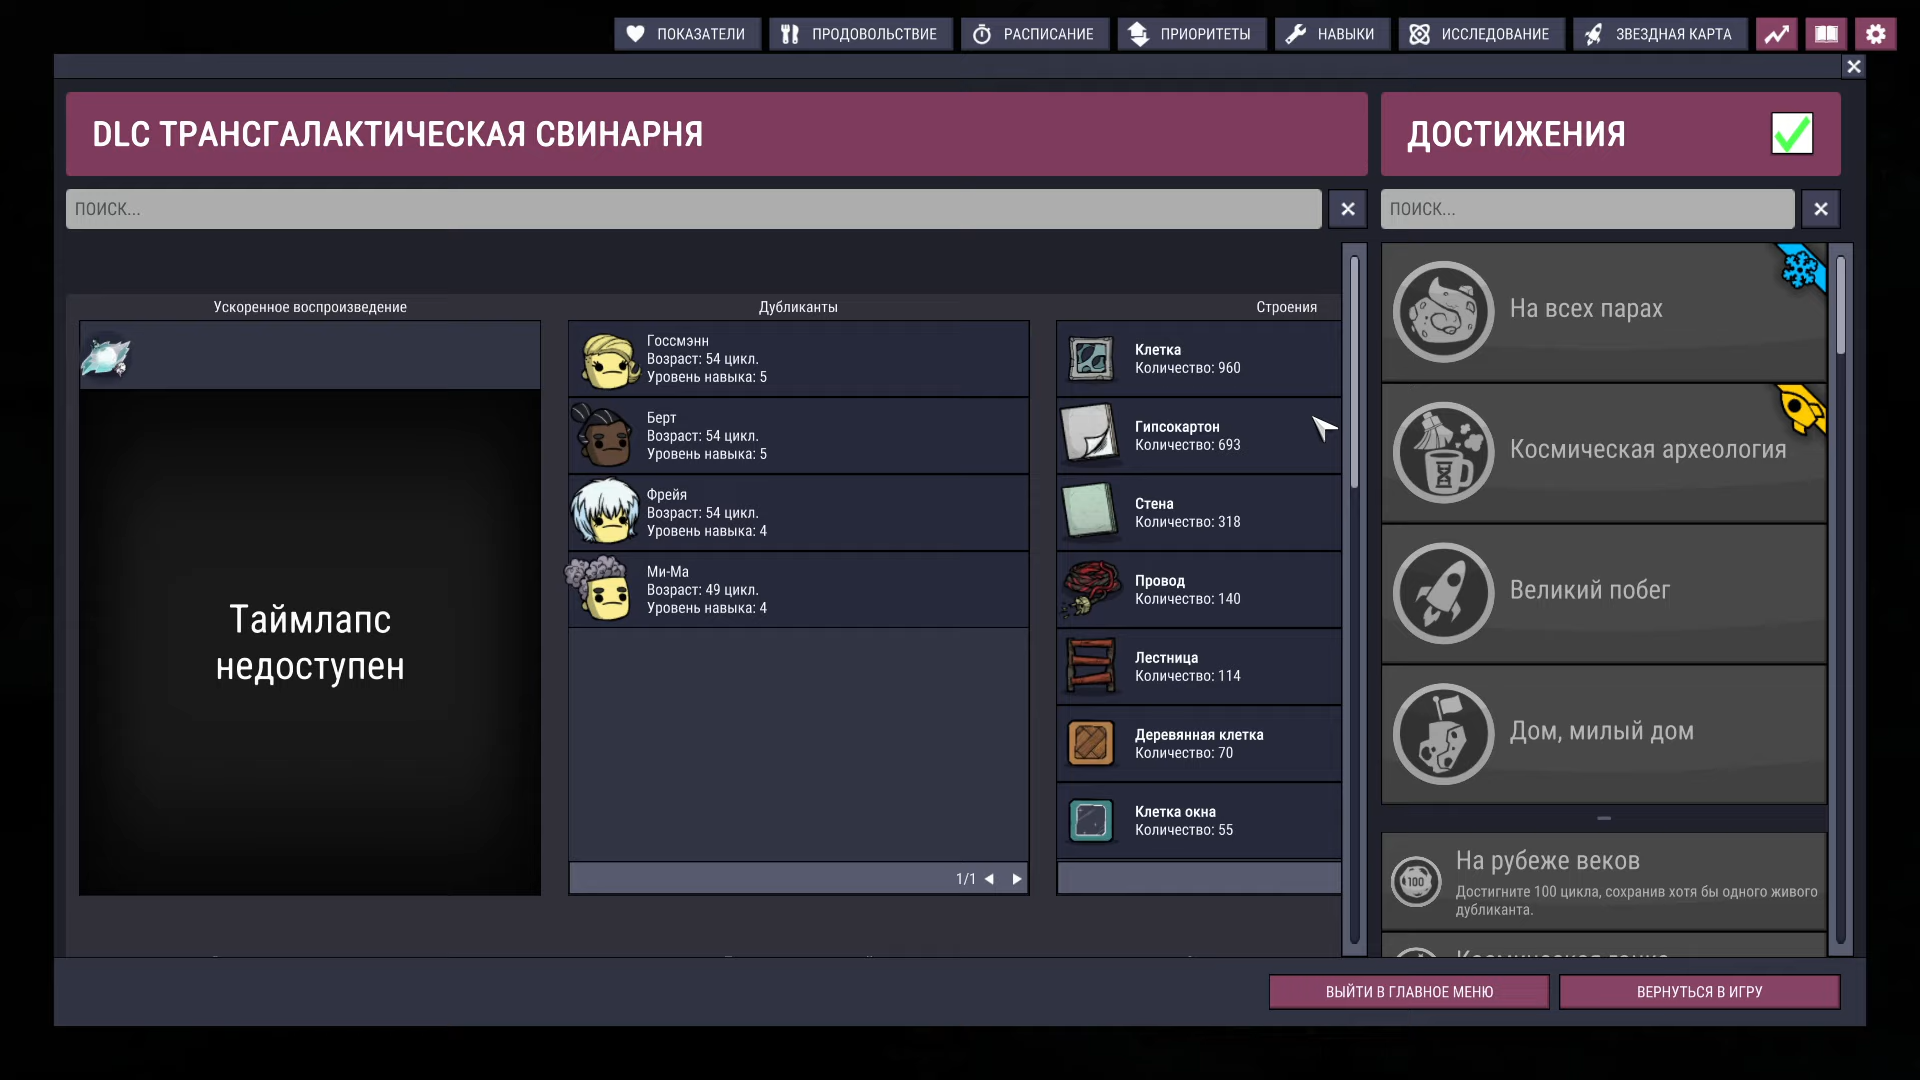 ПОКАЗАТЕЛИ
ПРОДОВОЛЬСТВИЕ
РАСПИСАНИЕ
ПРИОРИТЕТЫ
НАВЫКИ
ИССЛЕДОВАНИЕ
ЗВЕЗДНАЯ КАРТА
DLC ТРАНСГАЛАКТИЧЕСКАЯ СВИНАРНЯ
ПОИСК...
Ускоренное воспроизведение
Таймлапс
недоступен
Дубликанты
Госсмэнн
Возраст: 54 цикл.
Уровень навыка: 5
Берт
Возраст: 54 цикл.
Уровень навыка: 5
Фрейя
Возраст: 54 цикл.
Уровень навыка: 4
Ми-Ма
Возраст: 49 цикл.
Уровень навыка: 4
1/1
Строения
Клетка
Количество: 960
Гипсокартон
Количество: 693
Стена
Количество: 318
Провод
Количество: 140
Лестница
Количество: 114
Деревянная клетка
Количество: 70
Клетка окна
Количество: 55
ДОСТИЖЕНИЯ
ПОИСК...
На всех парах
Космическая археология
Великий побег
Дом, милый дом
100
На рубеже веков
Достигните 100 цикла, сохранив хотя бы одного живого
дубликанта.
ВЫЙТИ В ГЛАВНОЕ МЕНЮ
ВЕРНУТЬСЯ В ИГРУ